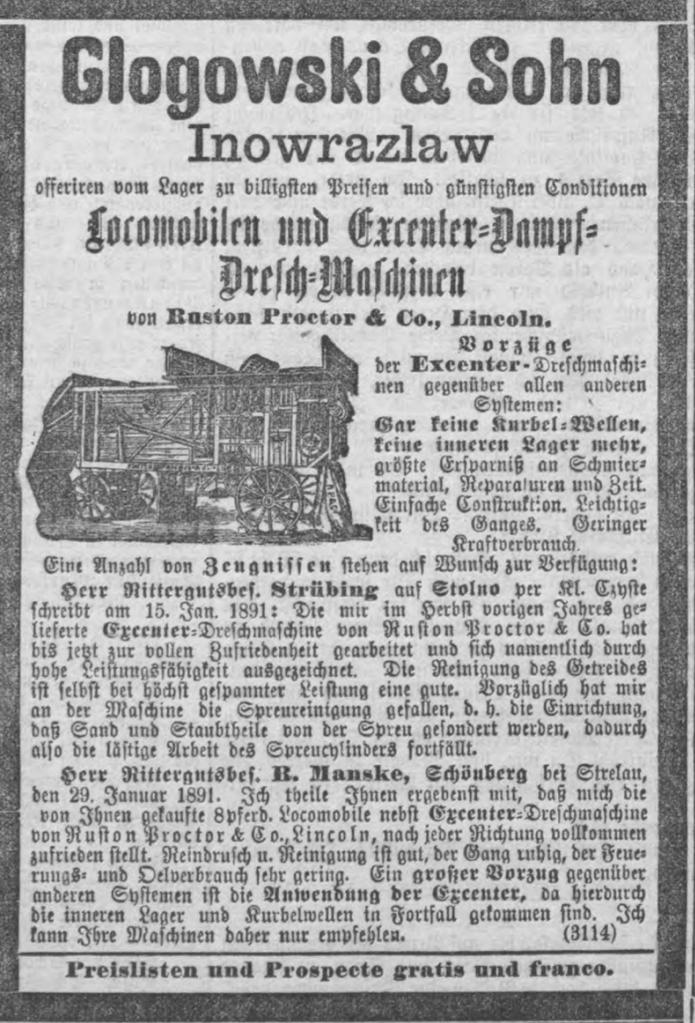 Glogowski & Sohn
Inowrazlaw
offeriren vom Lager zu billigsten Preisen und günstigsten Conditionen
Locomobilen und Excenter-Dampf-
Dresch-Maschinen
von Ruston Proctor & Co., Lincoln.
Vorzüge
der Excenter-Dreschmaschi-
nen gegenüber allen anderen
Systemen:
Gar keine Kurbel-Wellen,
keine inneren Lager mehr,
größte Ersparniß an Schmier-
material, Reparaturen und Zeit.
Einfache Construktion. Leichtig-
keit des Ganges. Geringer
Kraftverbrauch.
Eine Anzahl von Zeugnissen stehen auf Wunsch zur Verfügung:
Herr Rittergutsbes. Strübing auf Stolno per Kl. Czyste
schreibt am 15. Jan. 1891: Die mir im Herbst vorigen Jahres ge-
lieferte Excenter-Dreschmaschine von Ruston Proctor & Co. hat
bis jetzt zur vollen Zufriedenheit gearbeitet und sich namentlich durch
hohe Leistungsfähigkeit ausgezeichnet. Die Reinigung des Getreides
ist selbst bei höchst gespannter Leistung eine gute. Vorzüglich hat mir
an der Maschine die Spreureinigung gefallen, d. h. die Einrichtung,
daß Sand und Staubtheile von der Spreu gesondert werden, dadurch
also die lästige Arbeit des Spreucylinders fortfällt.
Herr Rittergutsbes. R. Manske, Schönberg bei Strelau,
den 29. Januar 1891. Ich theile Ihnen ergebenst mit, daß mich die
von Ihnen gekaufte 8pferd. Locomobile nebst Excenter-Dreschmaschine
von Ruston Proctor & Co., Lincoln, nach jeder Richtung vollkommen
zufrieden stellt. Reindrusch u. Reinigung ist gut, der Gang ruhig, der Feue-
rungs- und Oelverbrauch sehr gering. Ein großer Vorzug gegenüber
anderen Systemen ist die Anwendung der Excenter, da hierdurch
die inneren Lager und Kurbelwellen in Fortfall gekommen sind. Ich
kann Ihre Maschinen daher nur empfehlen. (3114)
Preislisten und Prospecte gratis und franco.